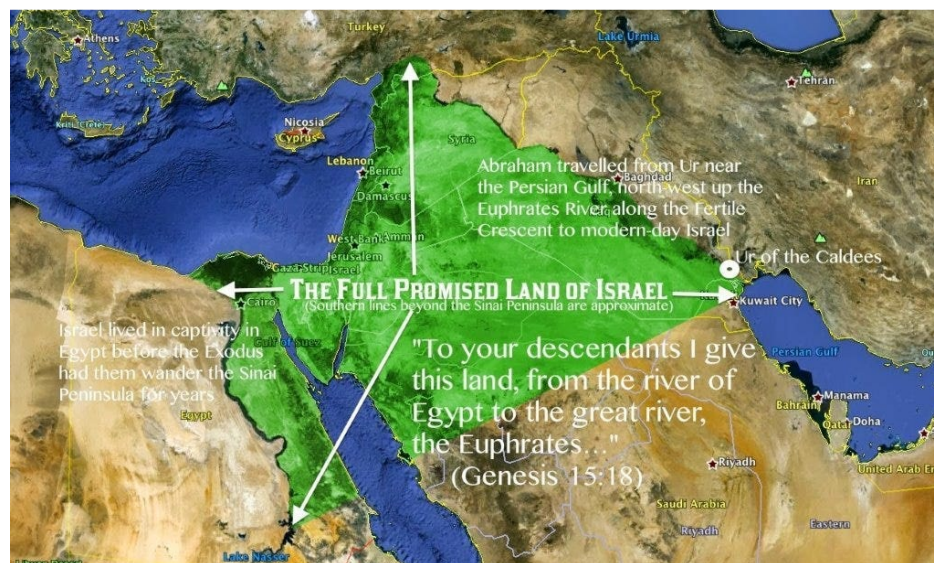 Turkey
Athens
Lake Urmia
Kos
Tehran
Kriti Crete
Nicosia
Cyprus
Syria
Lebanon
Beirut
Damascus
Abraham travelled from Ur near
the Persian Gulf, north west up the
Euphrates River along the Fertile
Crescent to modern-day Israel
Baghdad
Iran
Iraq
West Bank
Amman
Jerusalem
Gaza Strip
Israel
Ur of the Caldees
THE FULL PROMISED LAND OF ISRAEL
(Southern lines beyond the Sinai Peninsula are approximate)
Cairo
Kuwait City
Israel lived in captivity in
Egypt before the Exodus
had them wander the Sinai
Peninsula for years
Gulf of Suez
"To your descendants I give
this land, from the river of
Egypt to the great river,
the Euphrates..."
(Genesis 15:18)
Persian Gulf
Egypt
Manama
Bahrain
Qatar
Doha
Riyadh
United Arab
Saudi Arabia
Riyadh
Eastern
Lake Nasser